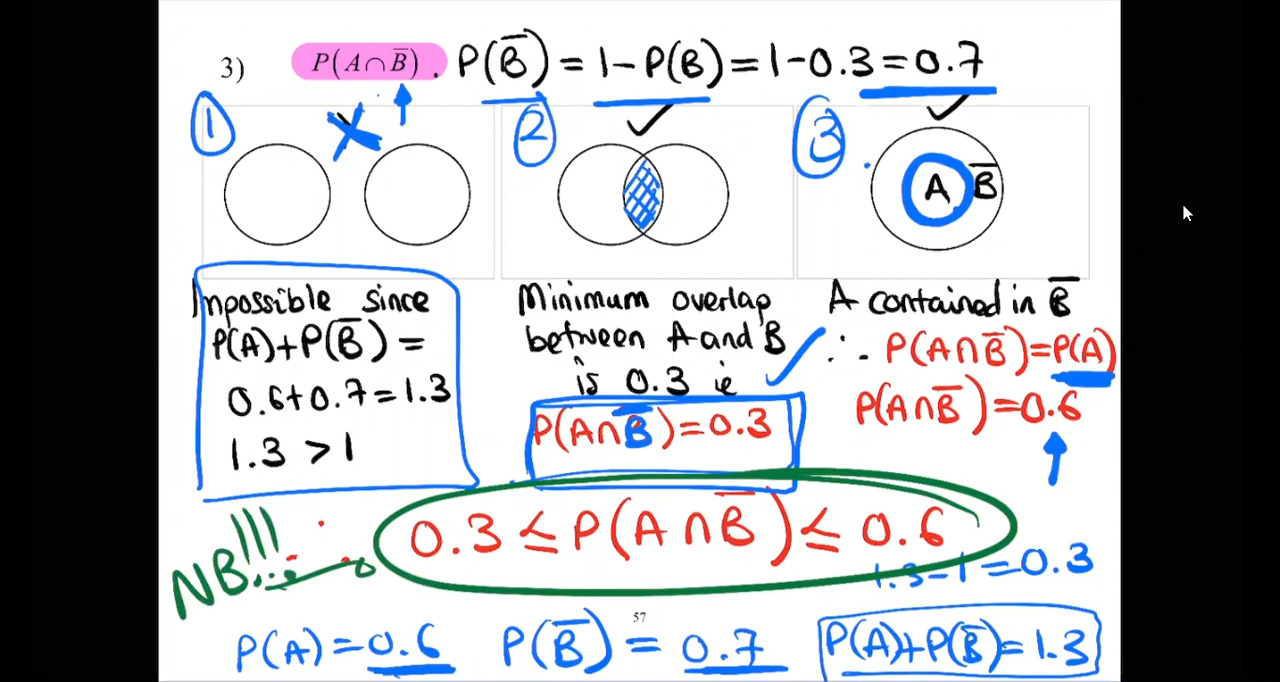 3) P(A∩B̅). P(B̅) = 1-P(B) = 1-0.3 = 0.7
1
2
3
A B̅
Impossible since
P(A)+P(B̅) =
0.6+0.7=1.3
1.3 > 1
Minimum overlap
between A and B
is 0.3 ie
P(A∩B̅)=0.3
A contained in B̅
∴ P(A∩B̅)=P(A)
P(A∩B̅)=0.6
NB!!!
0.3 ≤ P(A∩B̅) ≤ 0.6
1.3-1=0.3
57
P(A)=0.6 P(B̅) = 0.7 P(A)+P(B̅)=1.3